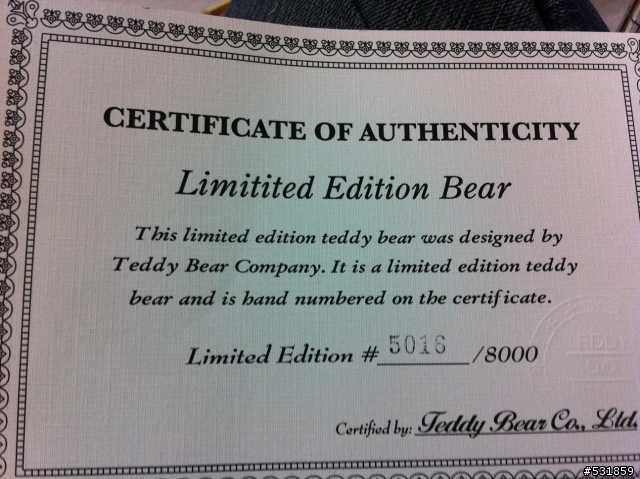 CERTIFICATE OF AUTHENTICITY
Limitited Edition Bear
This limited edition teddy bear was designed by
Teddy Bear Company. It is a limited edition teddy
bear and is hand numbered on the certificate.
Limited Edition # 5016 /8000
TEDDY
Certified by: Teddy Bear Co., Ltd.
#531859